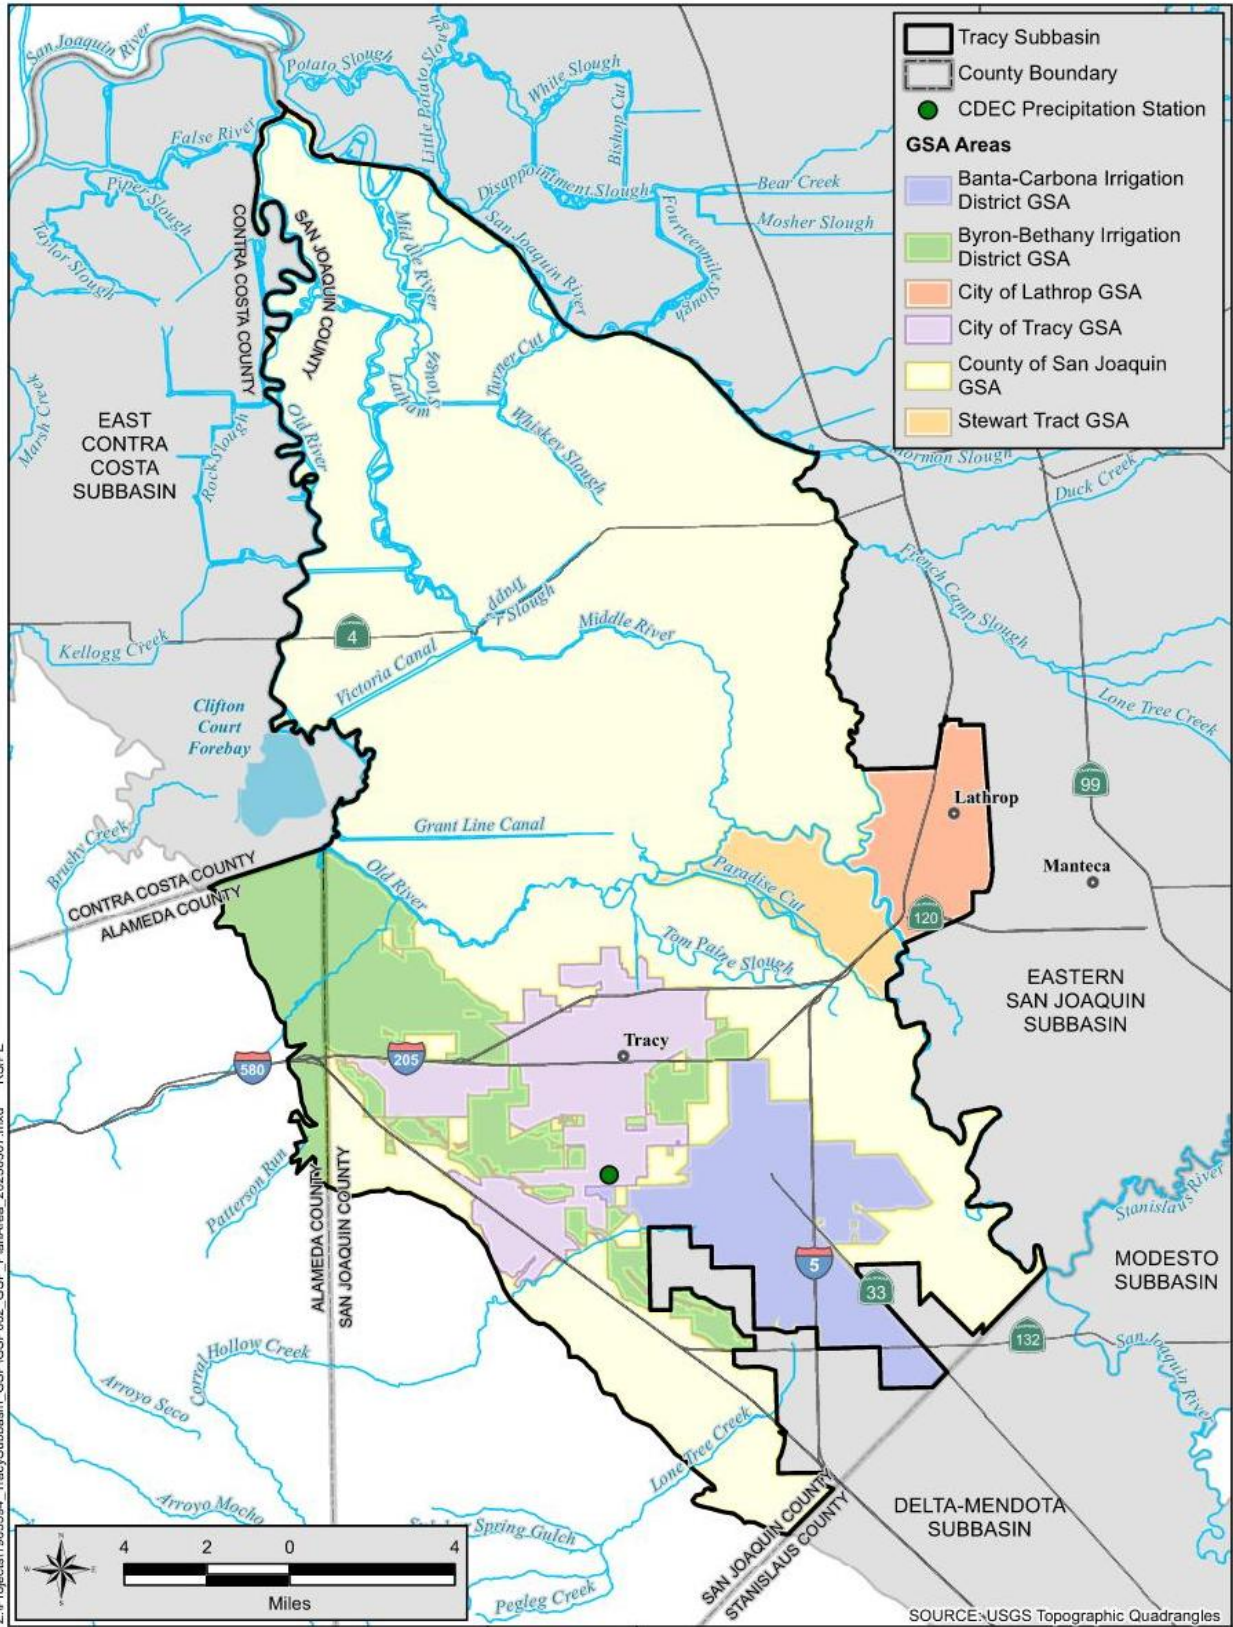 San Joaquin River
Potato Slough
Little Potato Slough
White Slough
Bishop Cut
False River
Piper Slough
Taylor Slough
Disappointment Slough
Bear Creek
Mosher Slough
Fourteenmile Slough
San Joaquin River
Middle River
CONTRA COSTA COUNTY
SAN JOAQUIN COUNTY
Tracy Subbasin
County Boundary
CDEC Precipitation Station
GSA Areas
Banta-Carbona Irrigation
District GSA
Byron-Bethany Irrigation
District GSA
City of Lathrop GSA
City of Tracy GSA
County of San Joaquin
GSA
Stewart Tract GSA
Turner Cut
Latham
Slough
Whiskey Slough
Marsh Creek
EAST
CONTRA
COSTA
SUBBASIN
Rock Slough
Old River
Mormon Slough
Duck Creek
French Camp Slough
Trapp
Slough
Middle River
4
Kellogg Creek
Victoria Canal
Lone Tree Creek
Clifton
Court
Forebay
99
Lathrop
Grant Line Canal
Brushy Creek
Manteca
CONTRA COSTA COUNTY
ALAMEDA COUNTY
Old River
Paradise Cut
120
Tom Paine Slough
EASTERN
SAN JOAQUIN
SUBBASIN
Tracy
205
580
Patterson Run
ALAMEDA COUNTY
SAN JOAQUIN COUNTY
Stanislaus River
MODESTO
SUBBASIN
5
33
132
San Joaquin River
Corral Hollow Creek
Arroyo Seco
Lone Tree Creek
Arroyo Mocho
Spring Gulch
Pegleg Creek
SAN JOAQUIN COUNTY
STANISLAUS COUNTY
DELTA-MENDOTA
SUBBASIN
N
W E
S
4 2 0 4
Miles
SOURCE: USGS Topographic Quadrangles